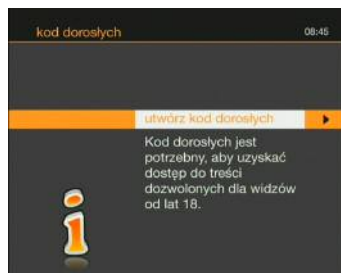 kod dorosłych 08:45
utwórz kod dorosłych
Kod dorosłych jest
potrzebny, aby uzyskać
dostęp do treści
dozwolonych dla widzów
od lat 18.